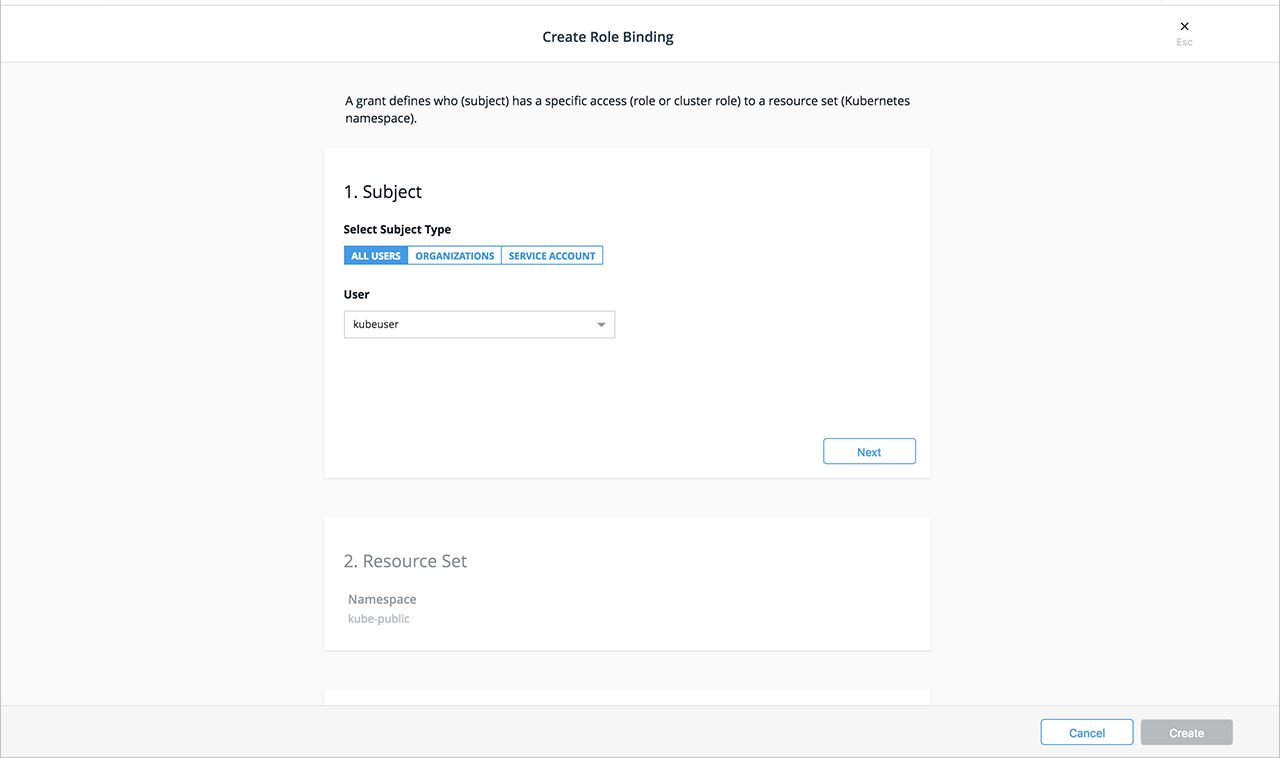 Create Role Binding
✕
Esc
A grant defines who (subject) has a specific access (role or cluster role) to a resource set (Kubernetes
namespace).
1. Subject
Select Subject Type
ALL USERS ORGANIZATIONS SERVICE ACCOUNT
User
kubeuser
Next
2. Resource Set
Namespace
kube-public
Cancel Create